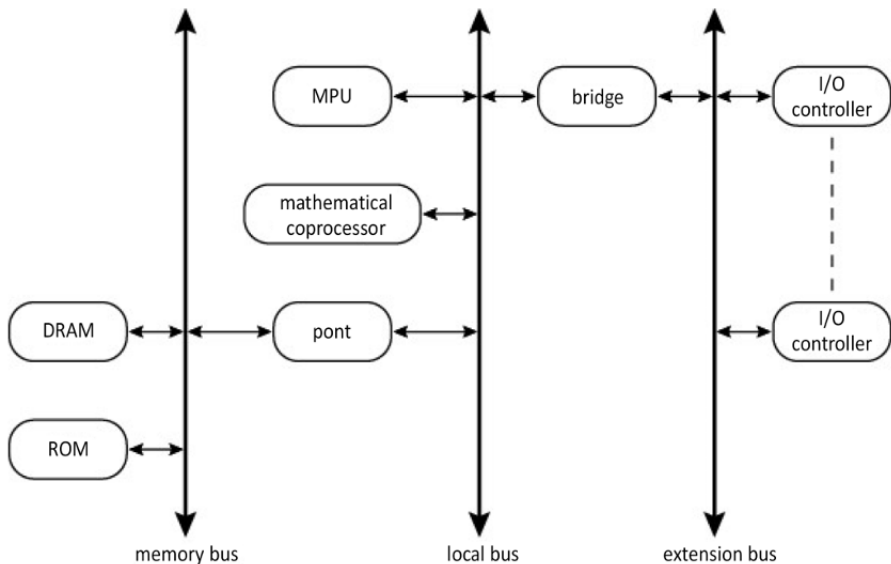 MPU
bridge
I/O
controller
mathematical
coprocessor
DRAM
pont
I/O
controller
ROM
memory bus
local bus
extension bus